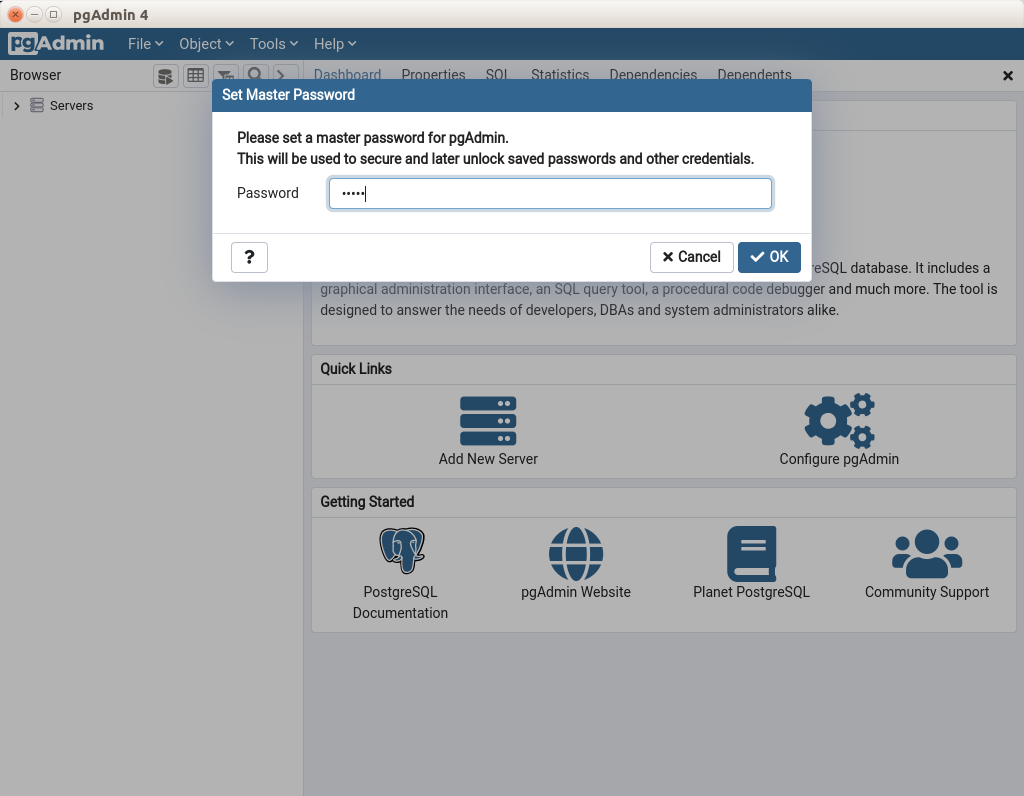 pgAdmin 4
pgAdmin File Object Tools Help
Browser Dashboard Properties SQL Statistics Dependencies Dependents
Servers
Set Master Password
Please set a master password for pgAdmin.
This will be used to secure and later unlock saved passwords and other credentials.
Password •••••
? Cancel OK
reSQL database. It includes a
graphical administration interface, an SQL query tool, a procedural code debugger and much more. The tool is
designed to answer the needs of developers, DBAs and system administrators alike.
Quick Links
Add New Server Configure pgAdmin
Getting Started
PostgreSQL pgAdmin Website Planet PostgreSQL Community Support
Documentation